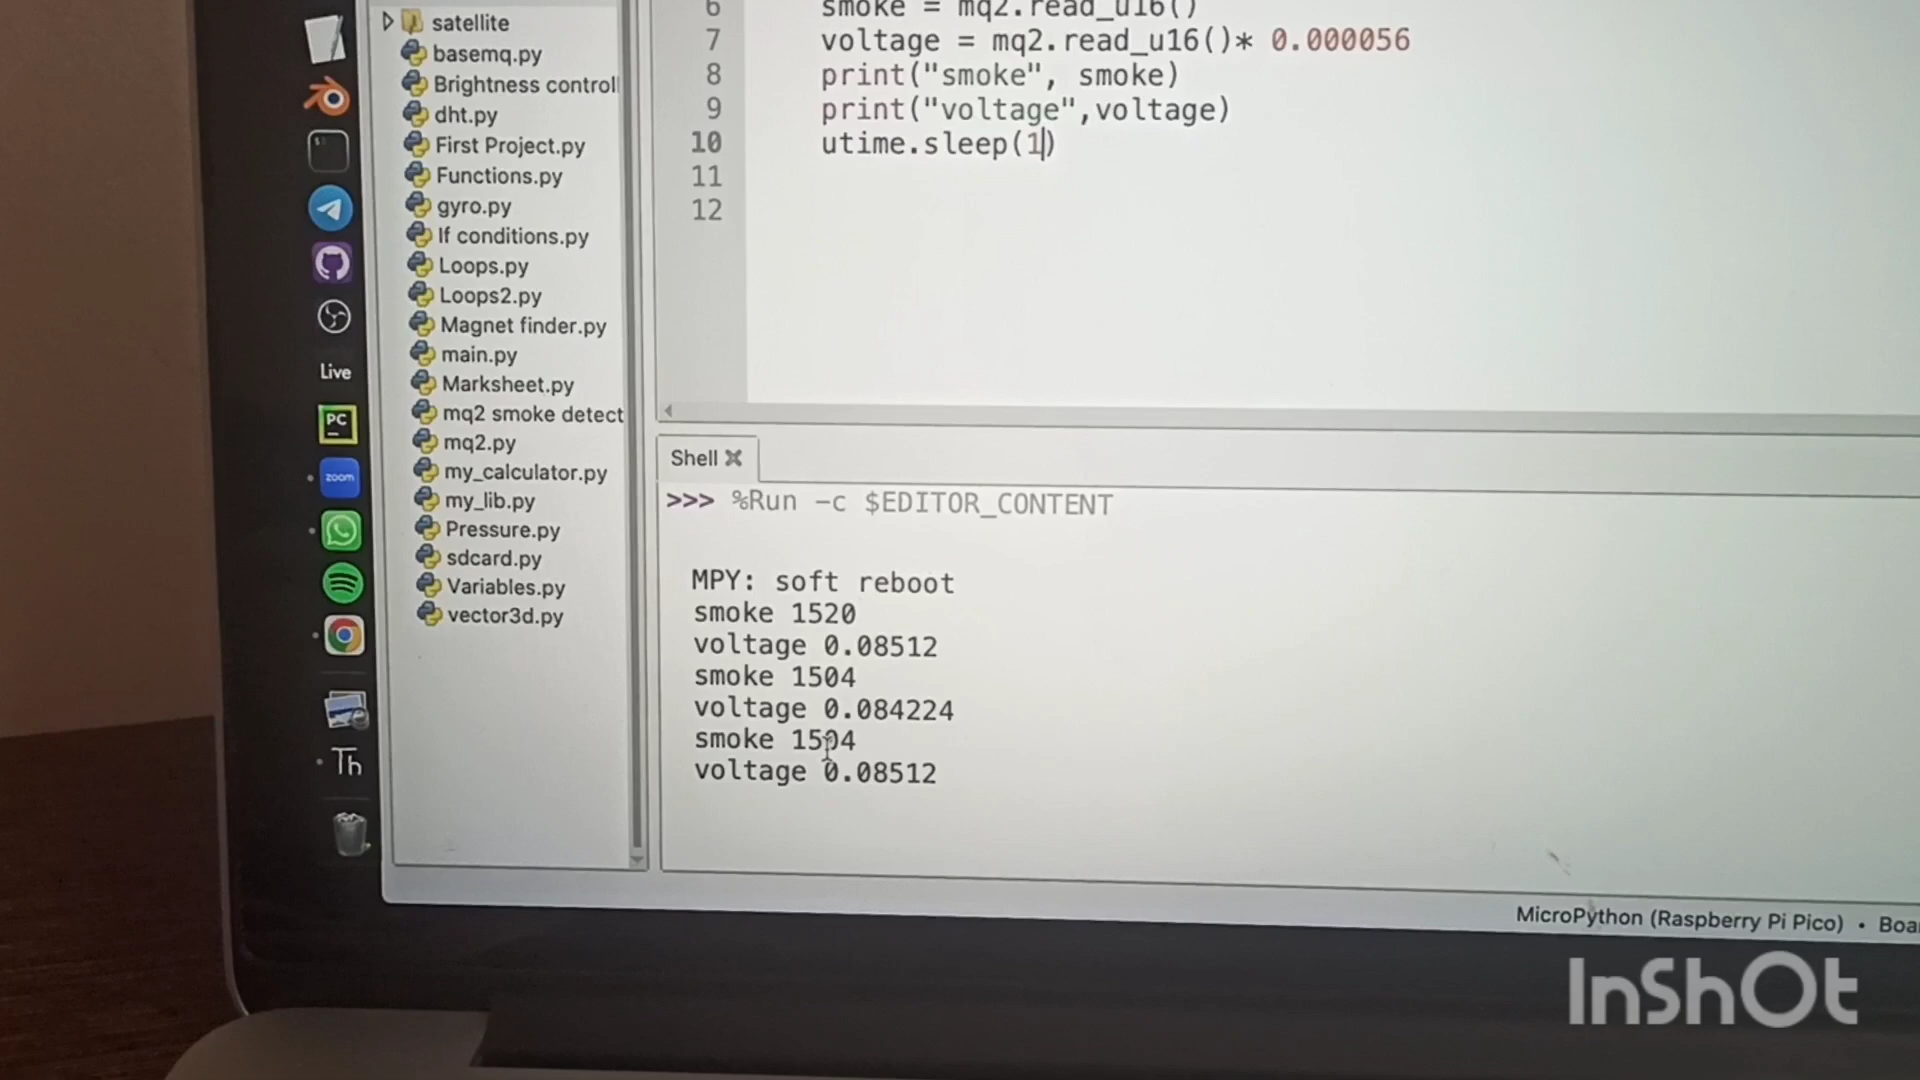 satellite
basemq.py
Brightness control
dht.py
First Project.py
Functions.py
gyro.py
If conditions.py
Loops.py
Loops2.py
Magnet finder.py
main.py
Marksheet.py
mq2 smoke detect
mq2.py
my_calculator.py
my_lib.py
Pressure.py
sdcard.py
Variables.py
vector3d.py
Live
PC
zoom
Th
6 smoke = mq2.read_u16()
7 voltage = mq2.read_u16()* 0.000056
8 print("smoke", smoke)
9 print("voltage",voltage)
10 utime.sleep(1)
11
12
Shell
>>> %Run -c $EDITOR_CONTENT
MPY: soft reboot
smoke 1520
voltage 0.08512
smoke 1504
voltage 0.084224
smoke 1504
voltage 0.08512
MicroPython (Raspberry Pi Pico) • Boa
InShOt